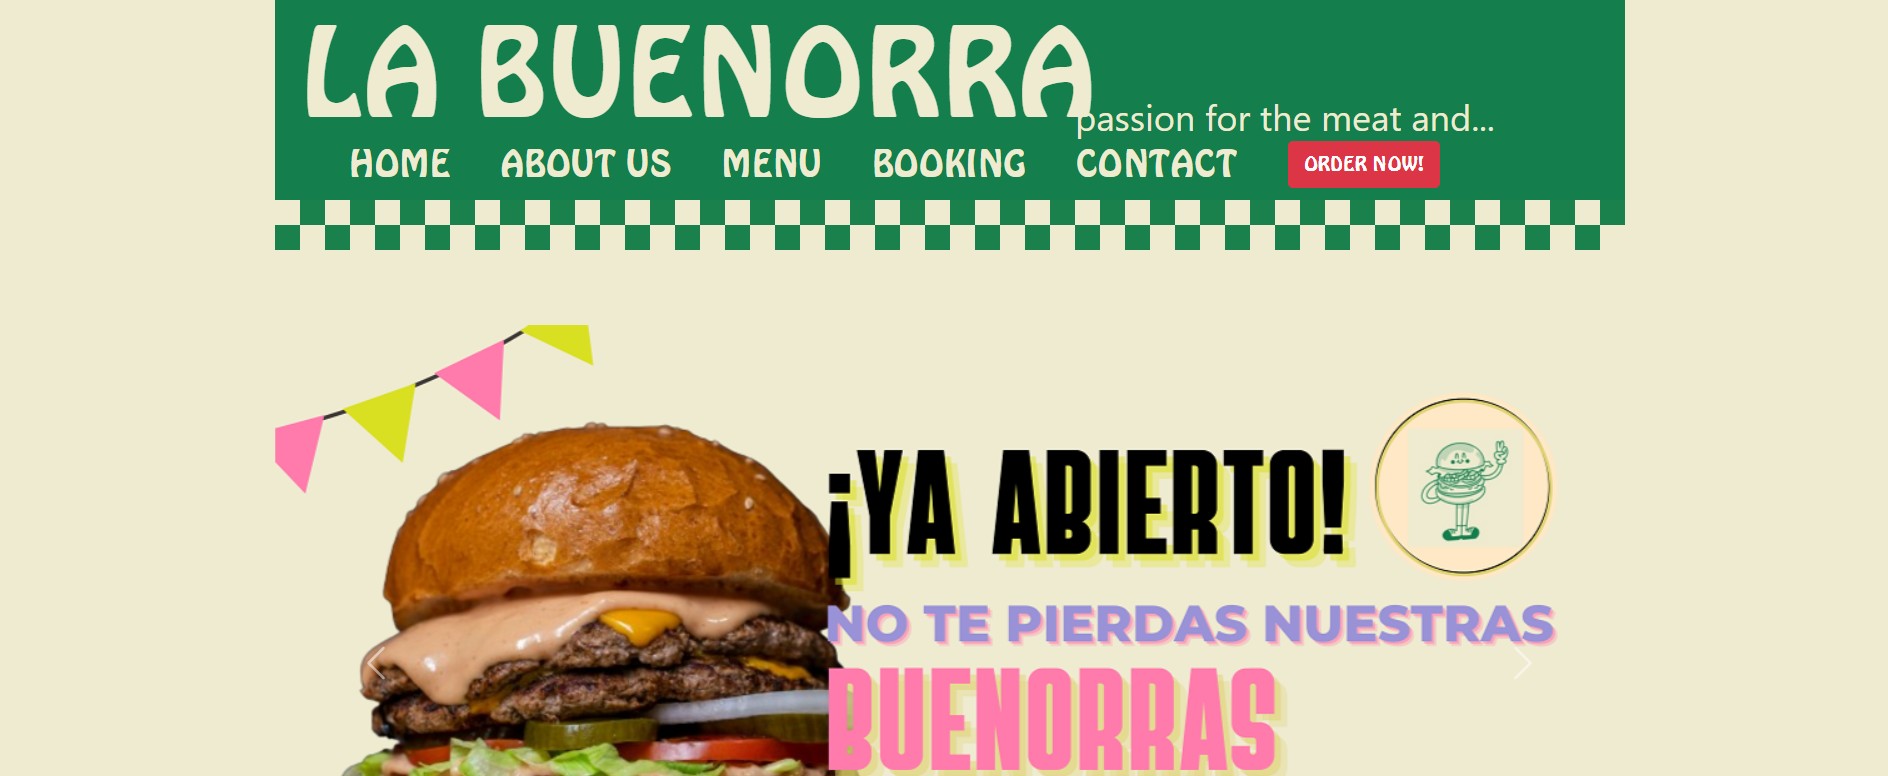 LA BUENORRA
passion for the meat and...
HOME ABOUT US MENU BOOKING CONTACT ORDER NOW!
¡YA ABIERTO!
NO TE PIERDAS NUESTRAS
BUENORRAS